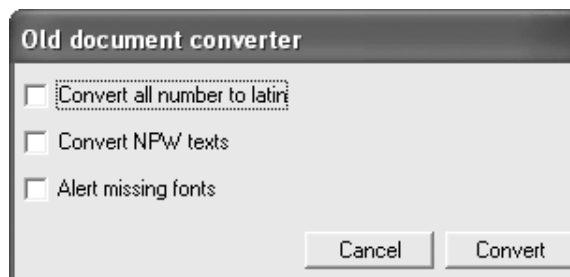 Old document converter
Convert all number to latin
Convert NPW texts
Alert missing fonts
Cancel Convert